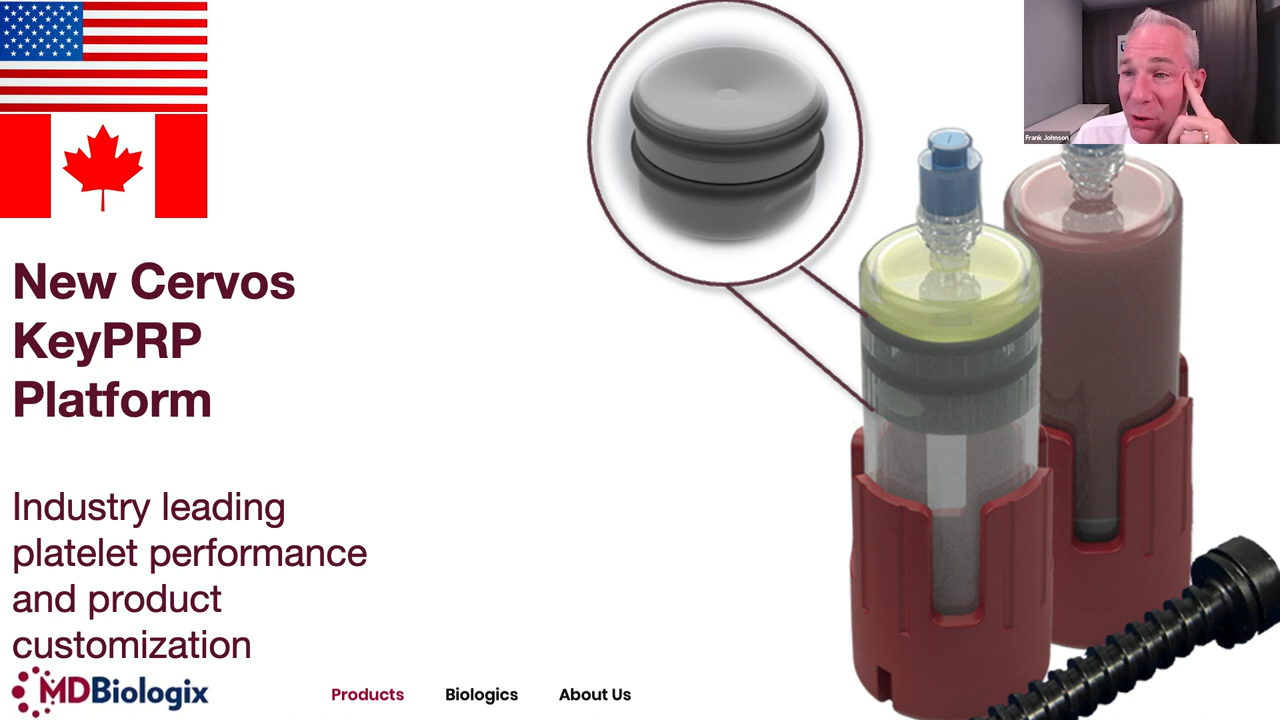 Frank Johnson
New Cervos
KeyPRP
Platform
Industry leading
platelet performance
and product
customization
MDBiologix
Products
Biologics
About Us